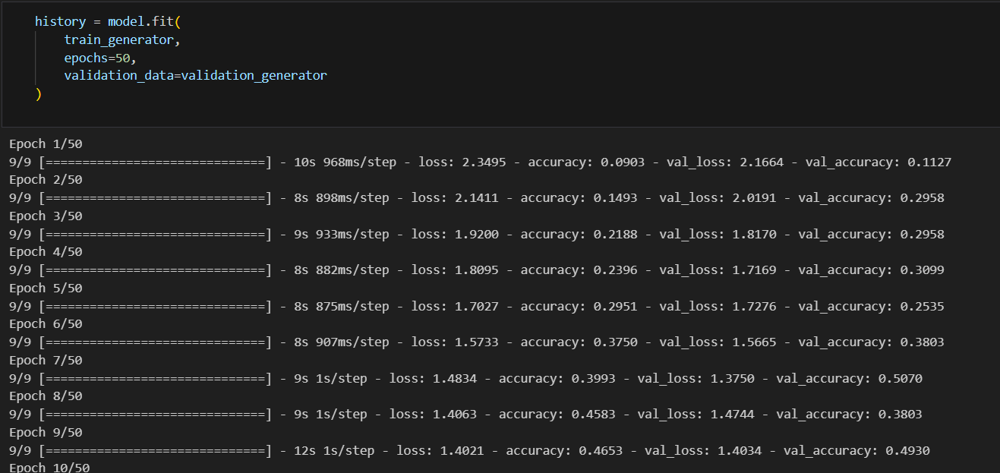 history = model.fit(
    train_generator,
    epochs=50,
    validation_data=validation_generator
)
Epoch 1/50
9/9 [==============================] - 10s 968ms/step - loss: 2.3495 - accuracy: 0.0903 - val_loss: 2.1664 - val_accuracy: 0.1127
Epoch 2/50
9/9 [==============================] - 8s 898ms/step - loss: 2.1411 - accuracy: 0.1493 - val_loss: 2.0191 - val_accuracy: 0.2958
Epoch 3/50
9/9 [==============================] - 9s 933ms/step - loss: 1.9200 - accuracy: 0.2188 - val_loss: 1.8170 - val_accuracy: 0.2958
Epoch 4/50
9/9 [==============================] - 8s 882ms/step - loss: 1.8095 - accuracy: 0.2396 - val_loss: 1.7169 - val_accuracy: 0.3099
Epoch 5/50
9/9 [==============================] - 8s 875ms/step - loss: 1.7027 - accuracy: 0.2951 - val_loss: 1.7276 - val_accuracy: 0.2535
Epoch 6/50
9/9 [==============================] - 8s 907ms/step - loss: 1.5733 - accuracy: 0.3750 - val_loss: 1.5665 - val_accuracy: 0.3803
Epoch 7/50
9/9 [==============================] - 9s 1s/step - loss: 1.4834 - accuracy: 0.3993 - val_loss: 1.3750 - val_accuracy: 0.5070
Epoch 8/50
9/9 [==============================] - 9s 1s/step - loss: 1.4063 - accuracy: 0.4583 - val_loss: 1.4744 - val_accuracy: 0.3803
Epoch 9/50
9/9 [==============================] - 12s 1s/step - loss: 1.4021 - accuracy: 0.4653 - val_loss: 1.4034 - val_accuracy: 0.4930
Epoch 10/50